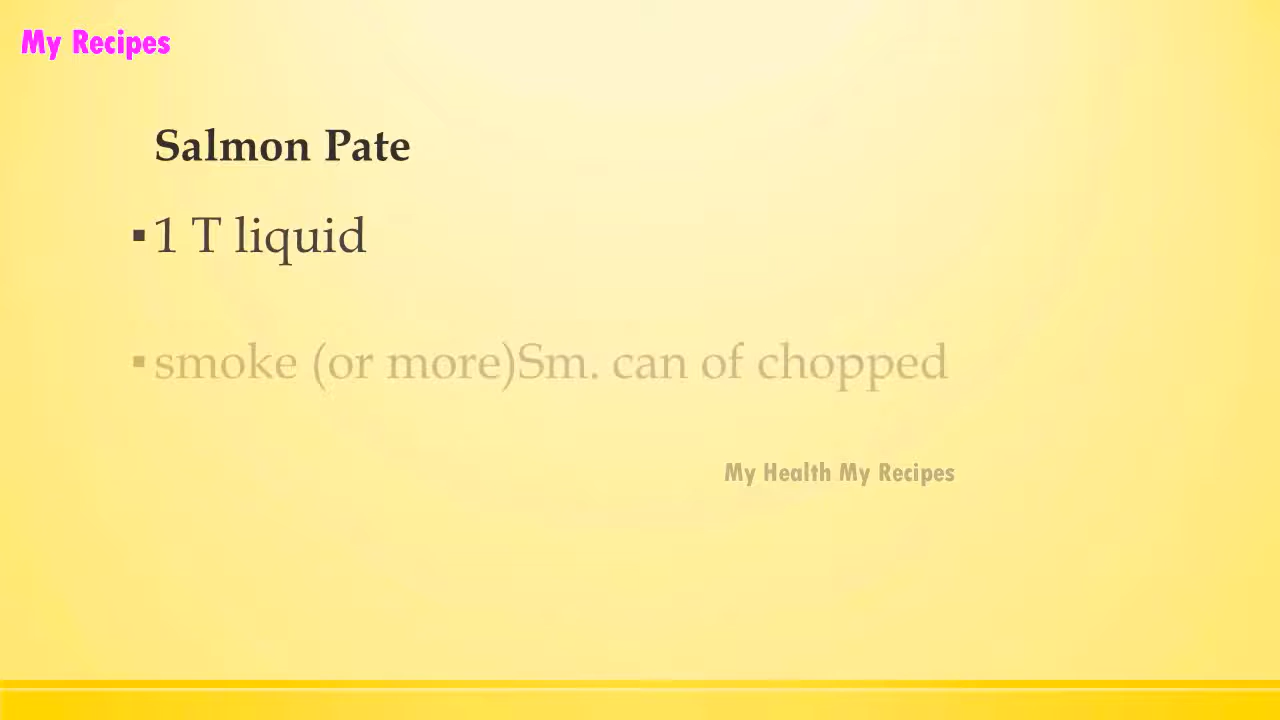 My Recipes
Salmon Pate
▪1 T liquid
▪smoke (or more)Sm. can of chopped
My Health My Recipes